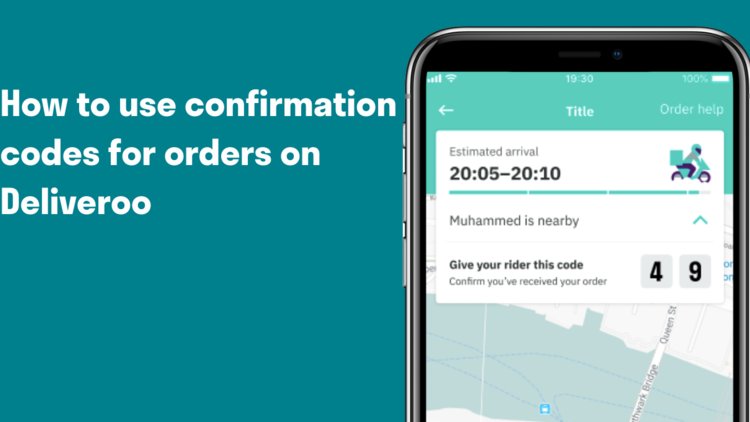 How to use confirmation
codes for orders on
Deliveroo
19:30
100%
Title
Order help
Estimated arrival
20:05–20:10
Muhammed is nearby
Give your rider this code
4 9
Confirm you've received your order
Queen St
thwark Bridge